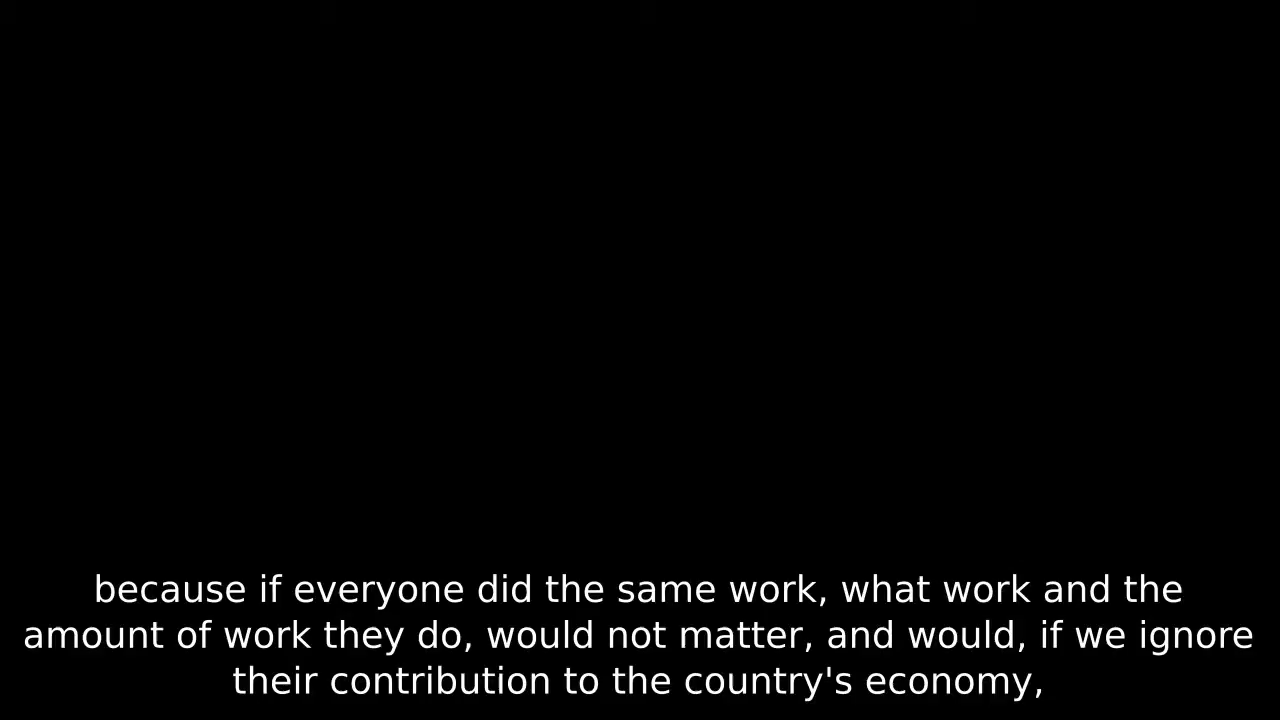 because if everyone did the same work, what work and the
amount of work they do, would not matter, and would, if we ignore
their contribution to the country's economy,